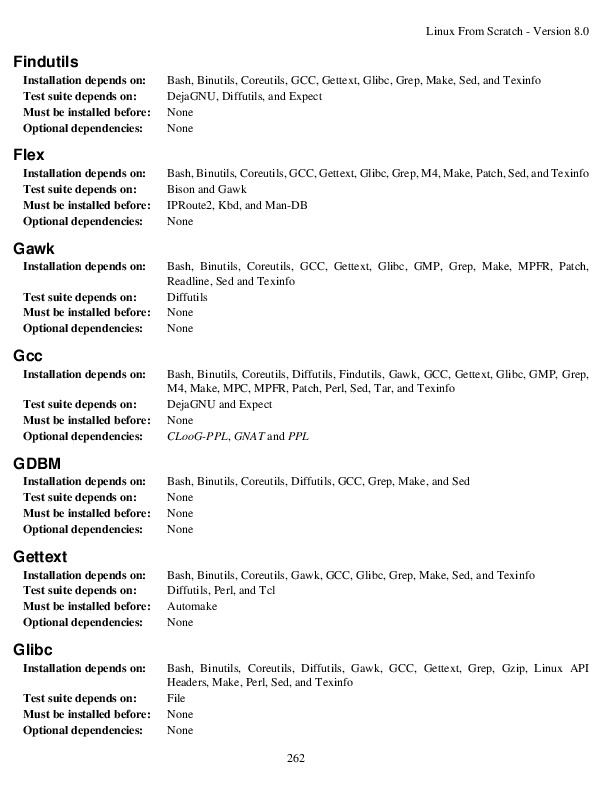 Linux From Scratch - Version 8.0
Findutils
Installation depends on: Bash, Binutils, Coreutils, GCC, Gettext, Glibc, Grep, Make, Sed, and Texinfo
Test suite depends on: DejaGNU, Diffutils, and Expect
Must be installed before: None
Optional dependencies: None
Flex
Installation depends on: Bash, Binutils, Coreutils, GCC, Gettext, Glibc, Grep, M4, Make, Patch, Sed, and Texinfo
Test suite depends on: Bison and Gawk
Must be installed before: IPRoute2, Kbd, and Man-DB
Optional dependencies: None
Gawk
Installation depends on: Bash, Binutils, Coreutils, GCC, Gettext, Glibc, GMP, Grep, Make, MPFR, Patch,
Readline, Sed and Texinfo
Test suite depends on: Diffutils
Must be installed before: None
Optional dependencies: None
Gcc
Installation depends on: Bash, Binutils, Coreutils, Diffutils, Findutils, Gawk, GCC, Gettext, Glibc, GMP, Grep,
M4, Make, MPC, MPFR, Patch, Perl, Sed, Tar, and Texinfo
Test suite depends on: DejaGNU and Expect
Must be installed before: None
Optional dependencies: CLooG-PPL, GNAT and PPL
GDBM
Installation depends on: Bash, Binutils, Coreutils, Diffutils, GCC, Grep, Make, and Sed
Test suite depends on: None
Must be installed before: None
Optional dependencies: None
Gettext
Installation depends on: Bash, Binutils, Coreutils, Gawk, GCC, Glibc, Grep, Make, Sed, and Texinfo
Test suite depends on: Diffutils, Perl, and Tcl
Must be installed before: Automake
Optional dependencies: None
Glibc
Installation depends on: Bash, Binutils, Coreutils, Diffutils, Gawk, GCC, Gettext, Grep, Gzip, Linux API
Headers, Make, Perl, Sed, and Texinfo
Test suite depends on: File
Must be installed before: None
Optional dependencies: None
262